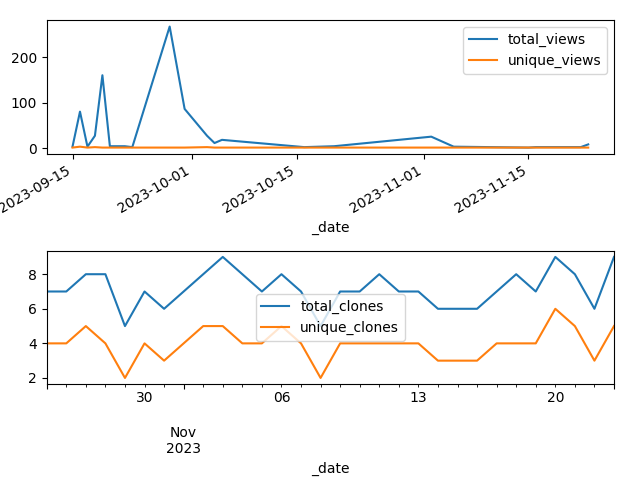 200
100
0
total_views
unique_views
2023-09-15
2023-10-01
2023-10-15
2023-11-01
2023-11-15
_date
8
6
4
2
total_clones
unique_clones
30
06
13
20
Nov
2023
_date